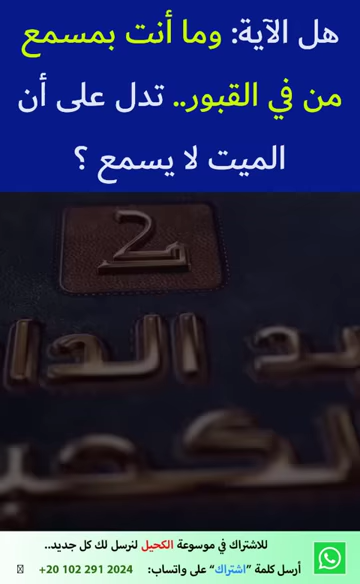 هل الآية: وما أنت بمسمع
من في القبور.. تدل على أن
الميت لا يسمع ؟
2
للاشتراك في موسوعة الكحيل لنرسل لك كل جديد..
أرسل كلمة "اشتراك" على واتساب: +20 102 291 2024